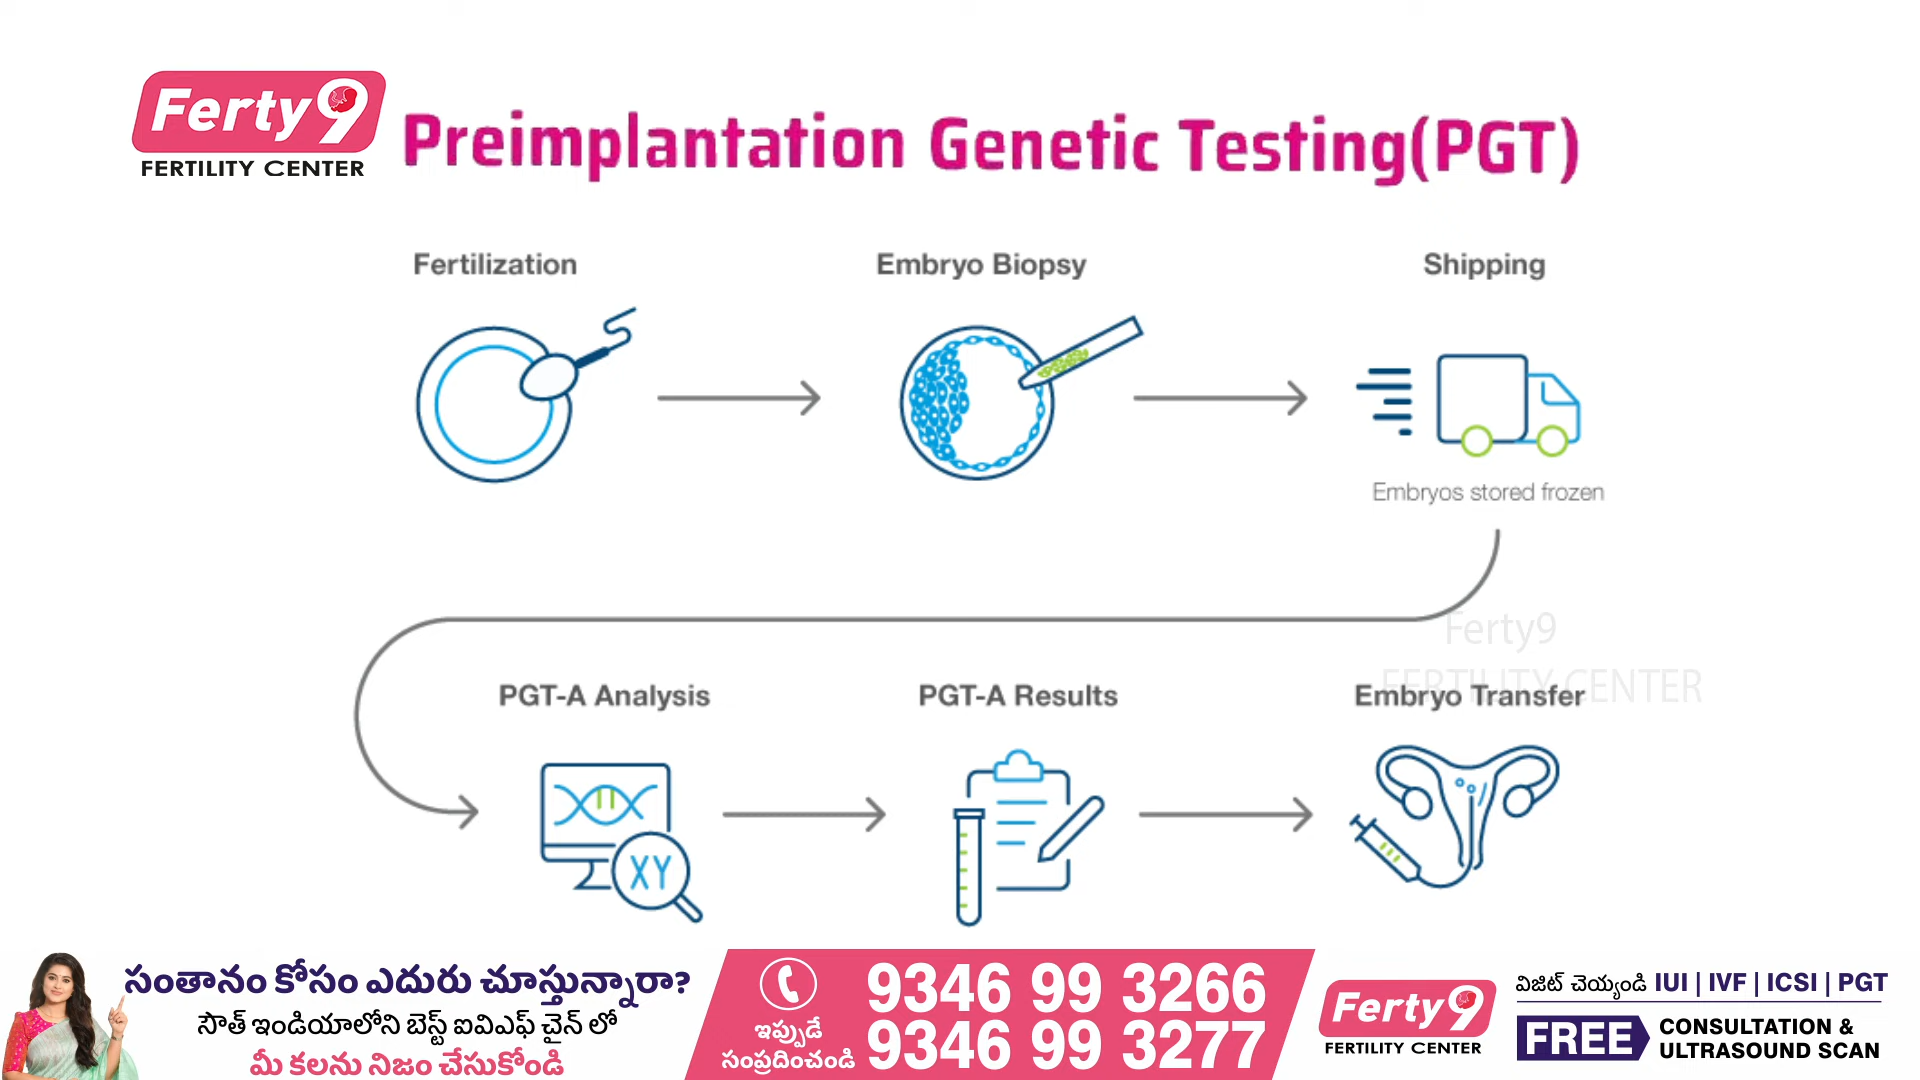 Ferty9
FERTILITY CENTER
Preimplantation Genetic Testing(PGT)
Fertilization
Embryo Biopsy
Shipping
Embryos stored frozen
Ferty9
FERTILITY CENTER
PGT-A Analysis
PGT-A Results
Embryo Transfer
XY
సంతానం కోసం ఎదురు చూస్తున్నారా?
సౌత్ ఇండియాలోని బెస్ట్ ఐవిఎఫ్ చైన్ లో
మీ కలను నిజం చేసుకోండి
ఇప్పుడే
సంప్రదించండి
9346 99 3266
9346 99 3277
Ferty9
FERTILITY CENTER
విజిట్ చెయ్యండి IUI | IVF | ICSI | PGT
FREE CONSULTATION &
ULTRASOUND SCAN